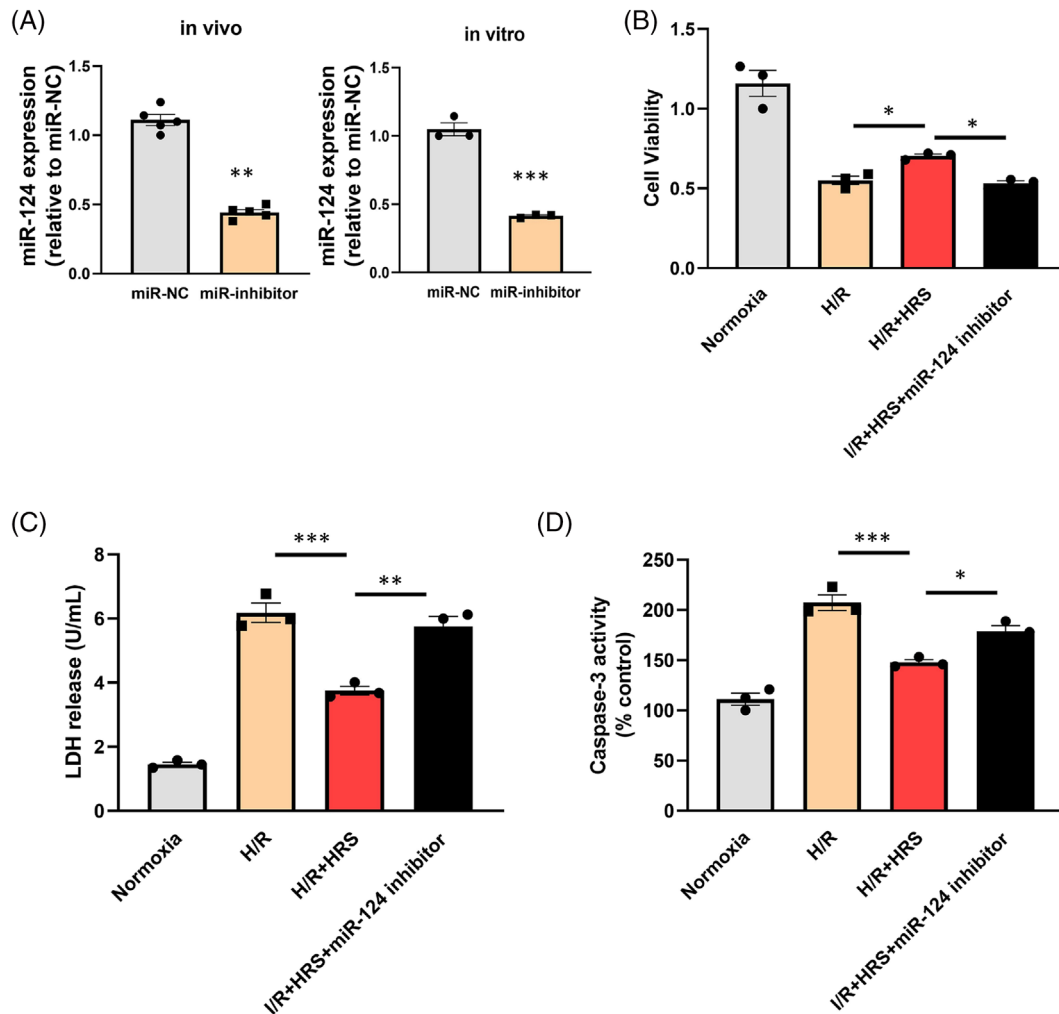 (A)
in vivo
miR-124 expression
(relative to miR-NC)
1.5
1.0
0.5
0.0
**
miR-NC miR-inhibitor
in vitro
miR-124 expression
(relative to miR-NC)
1.5
1.0
0.5
0.0
***
miR-NC miR-inhibitor
(B)
Cell Viability
1.5
1.0
0.5
0.0
*
*
Normoxia
H/R
H/R+HRS
I/R+HRS+miR-124 inhibitor
(C)
LDH release (U/mL)
8
6
4
2
0
***
**
Normoxia
H/R
H/R+HRS
I/R+HRS+miR-124 inhibitor
(D)
Caspase-3 activity
(% control)
250
200
150
100
50
0
***
*
Normoxia
H/R
H/R+HRS
I/R+HRS+miR-124 inhibitor